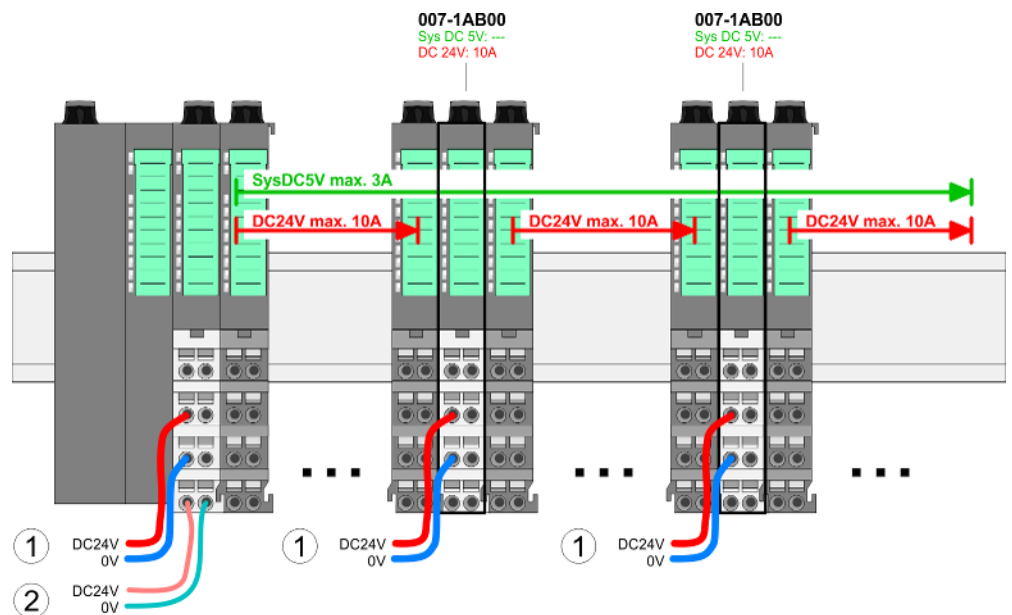 007-1AB00
Sys DC 5V: ---
DC 24V: 10A
007-1AB00
Sys DC 5V: ---
DC 24V: 10A
SysDC5V max. 3A
DC24V max. 10A
DC24V max. 10A
DC24V max. 10A
1
DC24V
0V
1
DC24V
0V
1
DC24V
0V
2
DC24V
0V